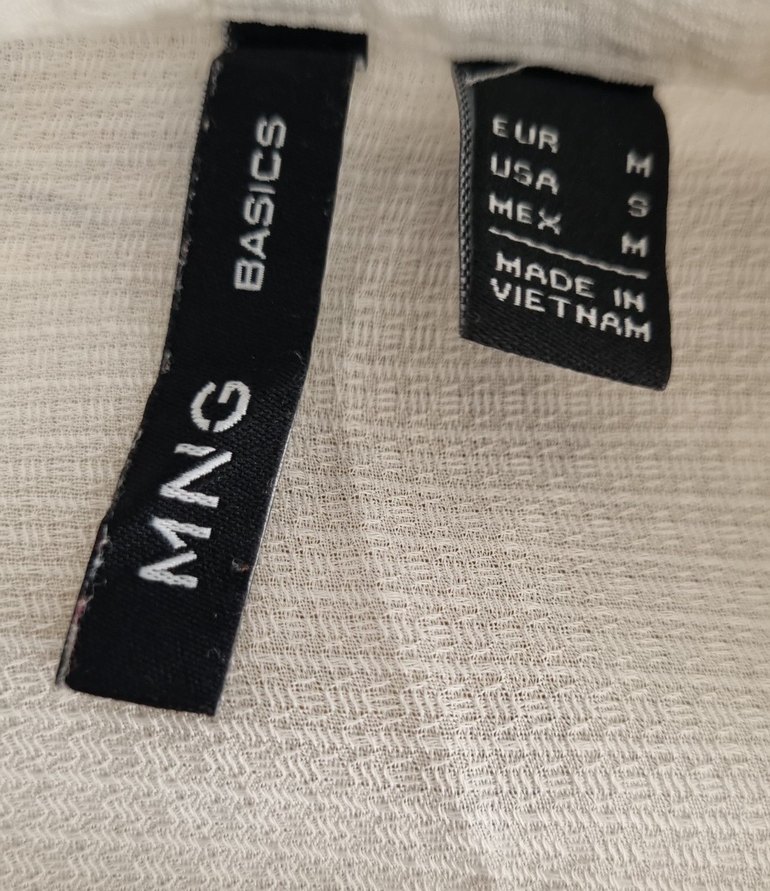 MNG BASICS
EUR M
USA S
MEX M
MADE IN
VIETNAM